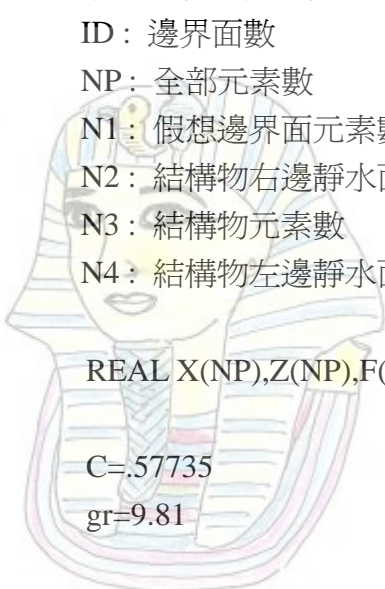 ID : 邊界面數
NP : 全部元素數
N1 : 假想邊界面元素
N2 : 結構物右邊靜水面
N3 : 結構物元素數
N4 : 結構物左邊靜水面
REAL X(NP),Z(NP),F(
C=.57735
gr=9.81